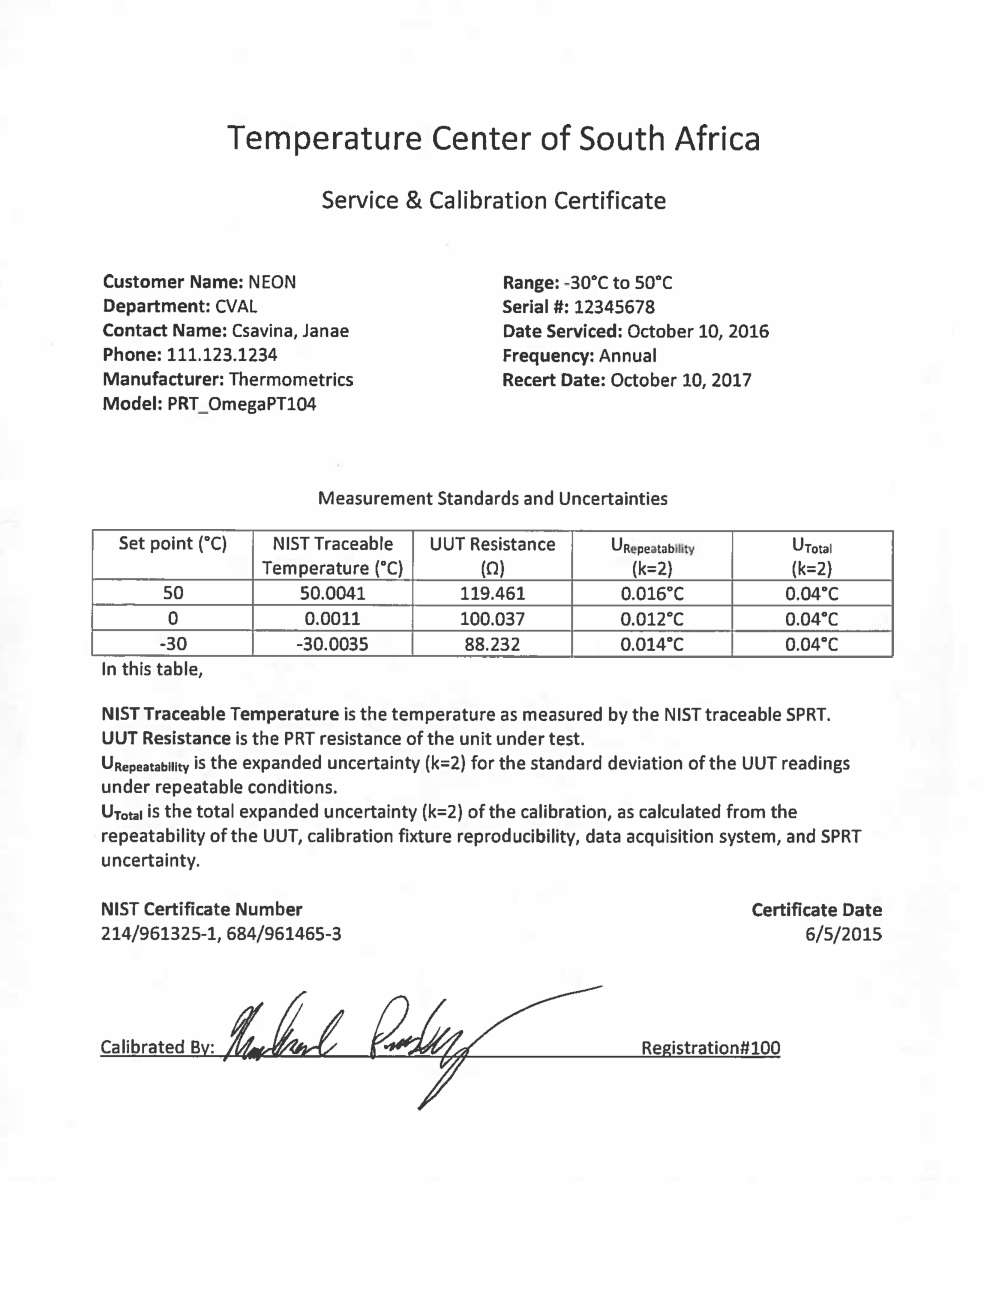 Temperature Center of South Africa
Service & Calibration Certificate
Customer Name: NEON
Department: CVAL
Contact Name: Csavina, Janae
Phone: 111.123.1234
Manufacturer: Thermometrics
Model: PRT_OmegaPT104
Range: -30°C to 50°C
Serial #: 12345678
Date Serviced: October 10, 2016
Frequency: Annual
Recert Date: October 10, 2017
Measurement Standards and Uncertainties
Set point (°C) NIST Traceable Temperature (°C) UUT Resistance (Ω) URepeatability (k=2) UTotal (k=2)
50 50.0041 119.461 0.016°C 0.04°C
0 0.0011 100.037 0.012°C 0.04°C
-30 -30.0035 88.232 0.014°C 0.04°C
In this table,
NIST Traceable Temperature is the temperature as measured by the NIST traceable SPRT.
UUT Resistance is the PRT resistance of the unit under test.
URepeatability is the expanded uncertainty (k=2) for the standard deviation of the UUT readings
under repeatable conditions.
UTotal is the total expanded uncertainty (k=2) of the calibration, as calculated from the
repeatability of the UUT, calibration fixture reproducibility, data acquisition system, and SPRT
uncertainty.
NIST Certificate Number Certificate Date
214/961325-1, 684/961465-3 6/5/2015
Calibrated By: Registration#100